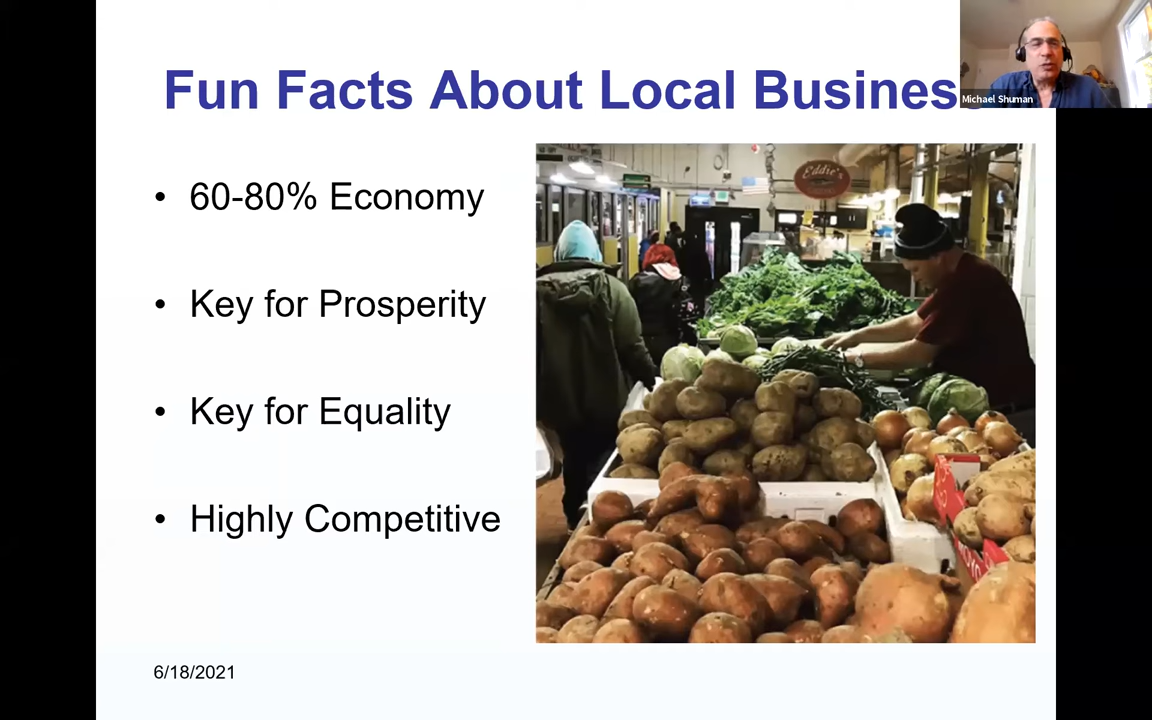 Fun Facts About Local Busines
Michael Shuman
• 60-80% Economy
• Key for Prosperity
• Key for Equality
• Highly Competitive
Eddie's
6/18/2021